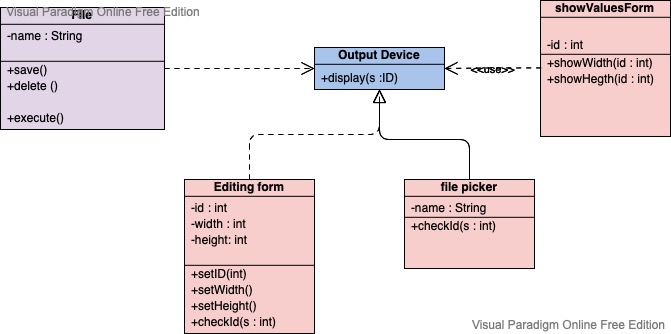 Visual Paradigm Online Free Edition
File
-name : String
+save()
+delete ()
+execute()
Output Device
+display(s :ID)
showValuesForm
-id : int
+showWidth(id : int)
+showHegth(id : int)
<<use>>
Editing form
-id : int
-width : int
-height: int
+setID(int)
+setWidth()
+setHeight()
+checkId(s : int)
file picker
-name : String
+checkId(s : int)
Visual Paradigm Online Free Edition